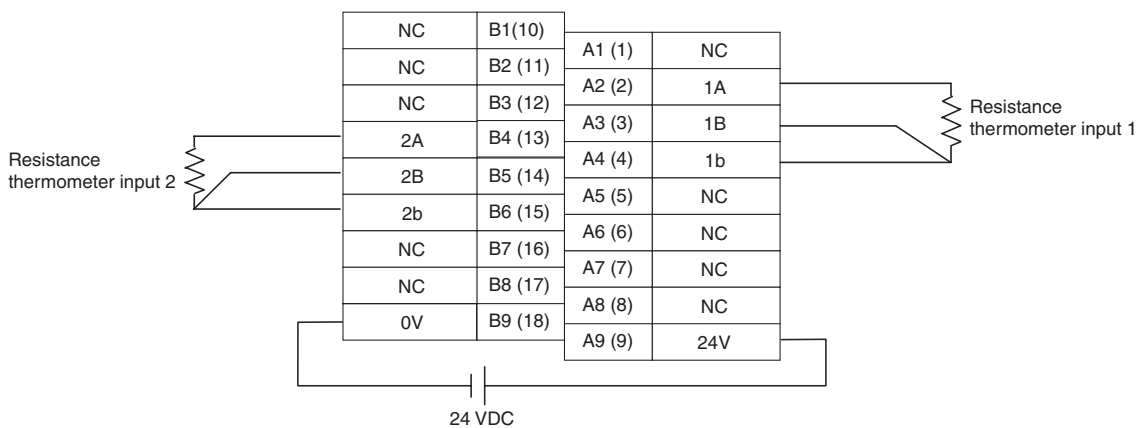 NC B1(10)
NC B2 (11)
NC B3 (12)
2A B4 (13)
2B B5 (14)
2b B6 (15)
NC B7 (16)
NC B8 (17)
0V B9 (18)
A1 (1) NC
A2 (2) 1A
A3 (3) 1B
A4 (4) 1b
A5 (5) NC
A6 (6) NC
A7 (7) NC
A8 (8) NC
A9 (9) 24V
Resistance
thermometer input 1
Resistance
thermometer input 2
24 VDC